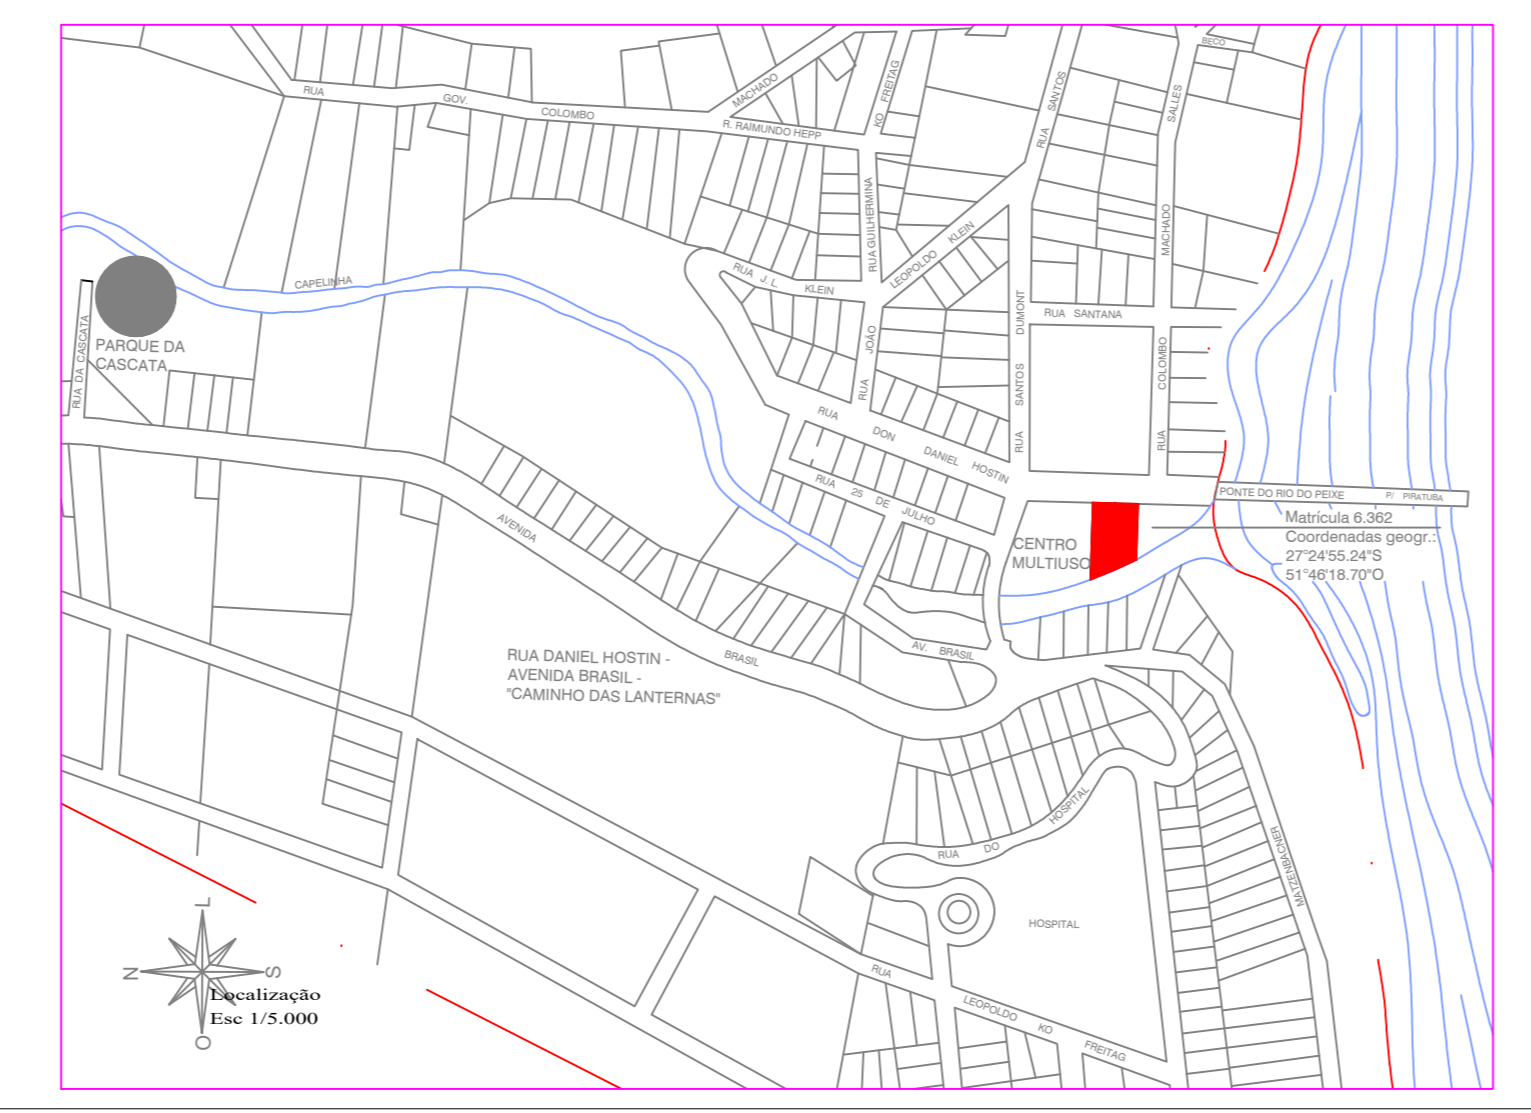 BECO
RUA
GOV.
COLOMBO
MACHADO
R. RAIMUNDO HEPP
KO FREITAG
RUA SANTOS
SALLES
RUA GUILHERMINA
LEOPOLDO KLEIN
MACHADO
CAPELINHA
RUA J. L. KLEIN
RUA SANTANA
DUMONT
RUA DA CASCATA
PARQUE DA
CASCATA
RUA JOÃO
RUA SANTOS
RUA COLOMBO
RUA DON DANIEL HOSTIN
RUA 25 DE JULHO
PONTE DO RIO DO PEIXE P/ PIRATUBA
Matrícula 6.362
Coordenadas geogr.:
27°24'55.24"S
51°46'18.70"O
CENTRO
MULTIUSO
AVENIDA
BRASIL
AV. BRASIL
RUA DANIEL HOSTIN -
AVENIDA BRASIL -
"CAMINHO DAS LANTERNAS"
RUA DO HOSPITAL
MATZENBACHER
HOSPITAL
RUA
LEOPOLDO KO FREITAG
L
N
S
O
Localização
Esc 1/5.000